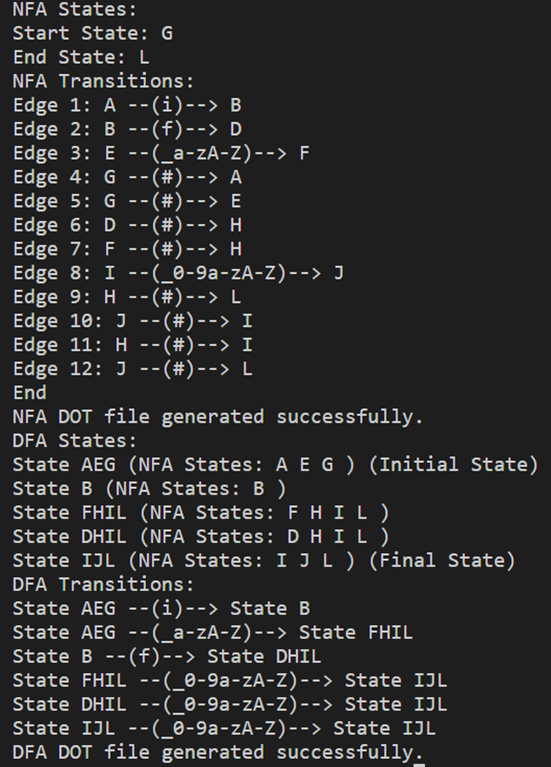 NFA States:
Start State: G
End State: L
NFA Transitions:
Edge 1: A --(i)--> B
Edge 2: B --(f)--> D
Edge 3: E --(_a-zA-Z)--> F
Edge 4: G --(#)--> A
Edge 5: G --(#)--> E
Edge 6: D --(#)--> H
Edge 7: F --(#)--> H
Edge 8: I --(_0-9a-zA-Z)--> J
Edge 9: H --(#)--> L
Edge 10: J --(#)--> I
Edge 11: H --(#)--> I
Edge 12: J --(#)--> L
End
NFA DOT file generated successfully.
DFA States:
State AEG (NFA States: A E G ) (Initial State)
State B (NFA States: B )
State FHIL (NFA States: F H I L )
State DHIL (NFA States: D H I L )
State IJL (NFA States: I J L ) (Final State)
DFA Transitions:
State AEG --(i)--> State B
State AEG --(_a-zA-Z)--> State FHIL
State B --(f)--> State DHIL
State FHIL --(_0-9a-zA-Z)--> State IJL
State DHIL --(_0-9a-zA-Z)--> State IJL
State IJL --(_0-9a-zA-Z)--> State IJL
DFA DOT file generated successfully.